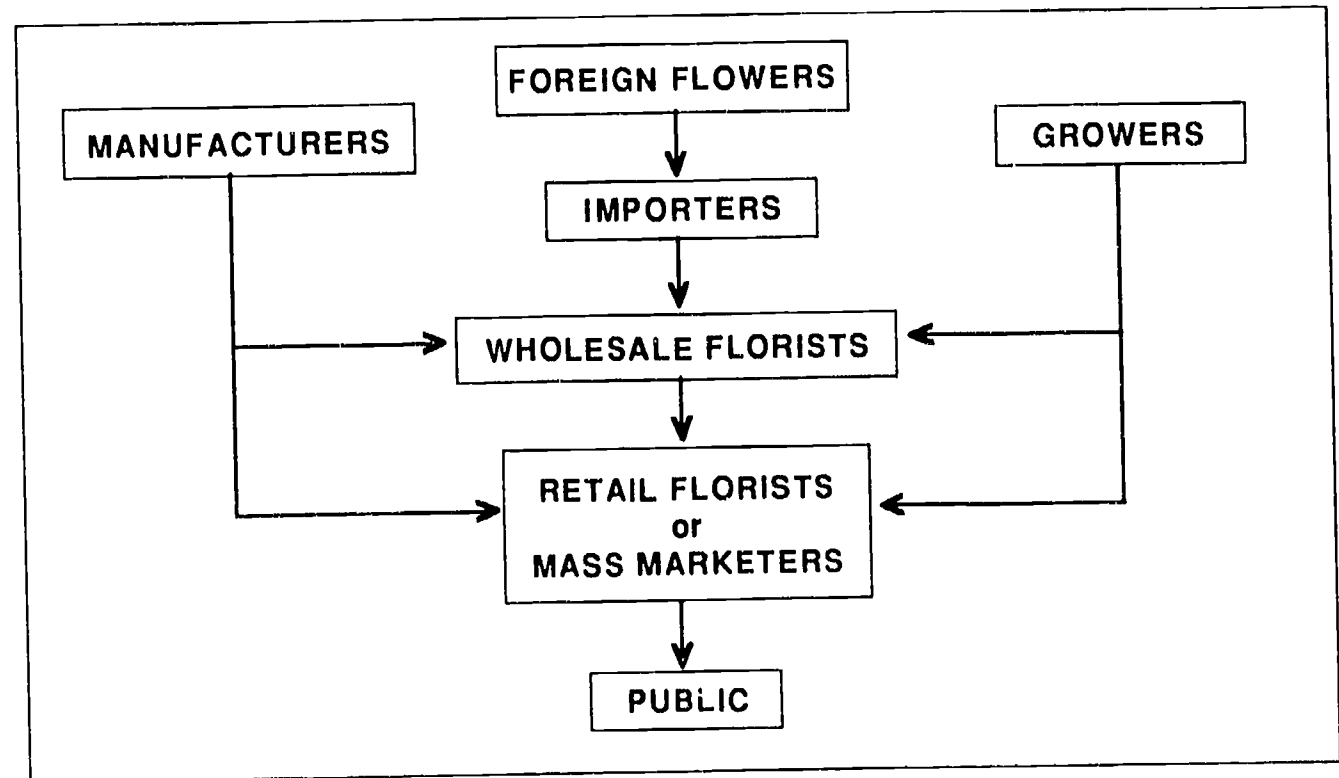 FOREIGN FLOWERS
MANUFACTURERS
GROWERS
IMPORTERS
WHOLESALE FLORISTS
RETAIL FLORISTS
or
MASS MARKETERS
PUBLIC